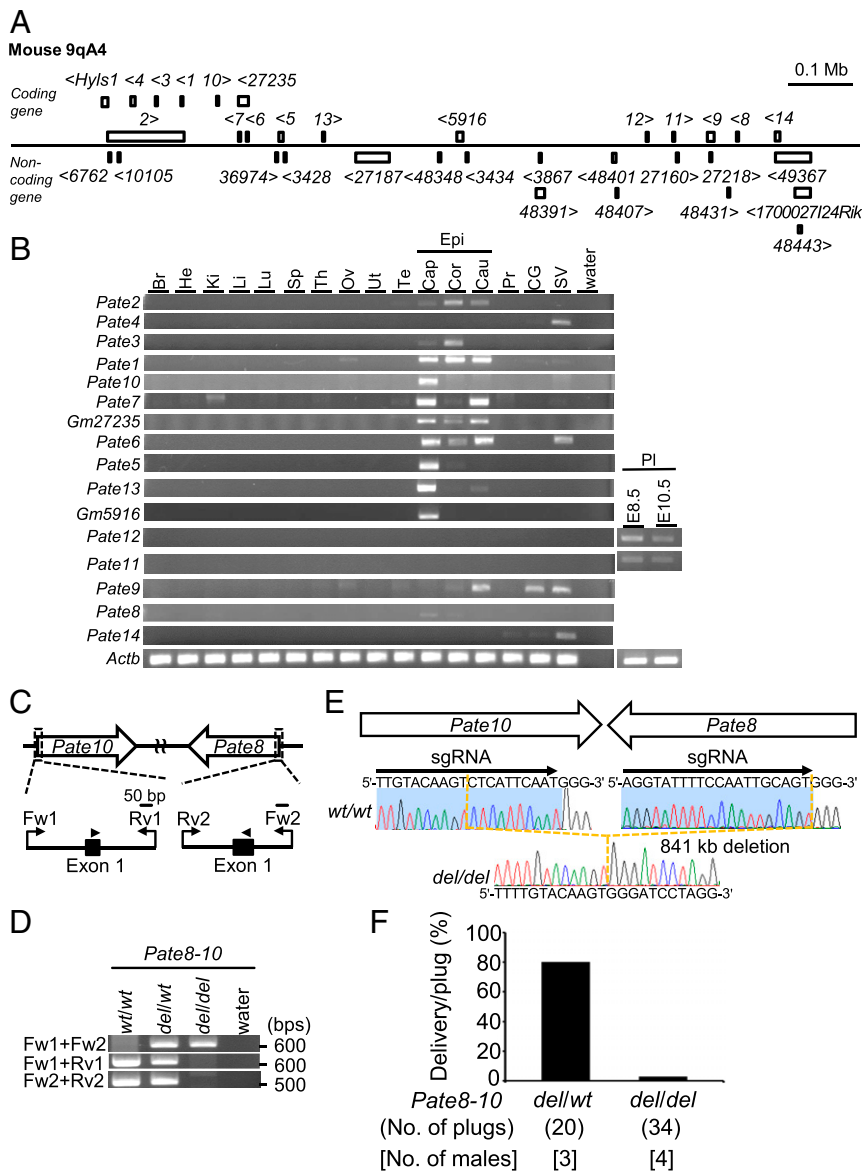 A
Mouse 9qA4
0.1 Mb
<Hyls1 <4 <3 <1 10> <27235
Coding gene
2> <7 <6 <5 13> <5916 12> 11> <9 <8 <14
Non-coding gene
<6762 <10105 36974> <3428 <27187 <48348 <3434 <3867 <48401 27160> 27218> <49367
48391> <48407> 48431> <1700027I24Rik
48443>
B
Epi
Br He Ki Li Lu Sp Th Ov Ut Te Cap Cor Cau Pr CG SV water
Pate2
Pate4
Pate3
Pate1
Pate10
Pate7
Gm27235
Pate6
Pate5
Pl
Pate13
E8.5 E10.5
Gm5916
Pate12
Pate11
Pate9
Pate8
Pate14
Actb
C
Pate10 Pate8
50 bp
Fw1 Rv1 Rv2 Fw2
Exon 1 Exon 1
D
Pate8-10
wt/wt del/wt del/del water
(bps)
Fw1+Fw2 600
Fw1+Rv1 600
Fw2+Rv2 500
E
Pate10 Pate8
sgRNA sgRNA
5'-TTGTACAAGTCTCATTCAATGGG-3' 5'-AGGTATTTTCCAATTGCAGTGGG-3'
wt/wt
841 kb deletion
del/del
5'-TTTTGTACAAGTGGGATCCTAGG-3'
F
Delivery/plug (%)
100
80
60
40
20
0
Pate8-10 del/wt del/del
(No. of plugs) (20) (34)
[No. of males] [3] [4]